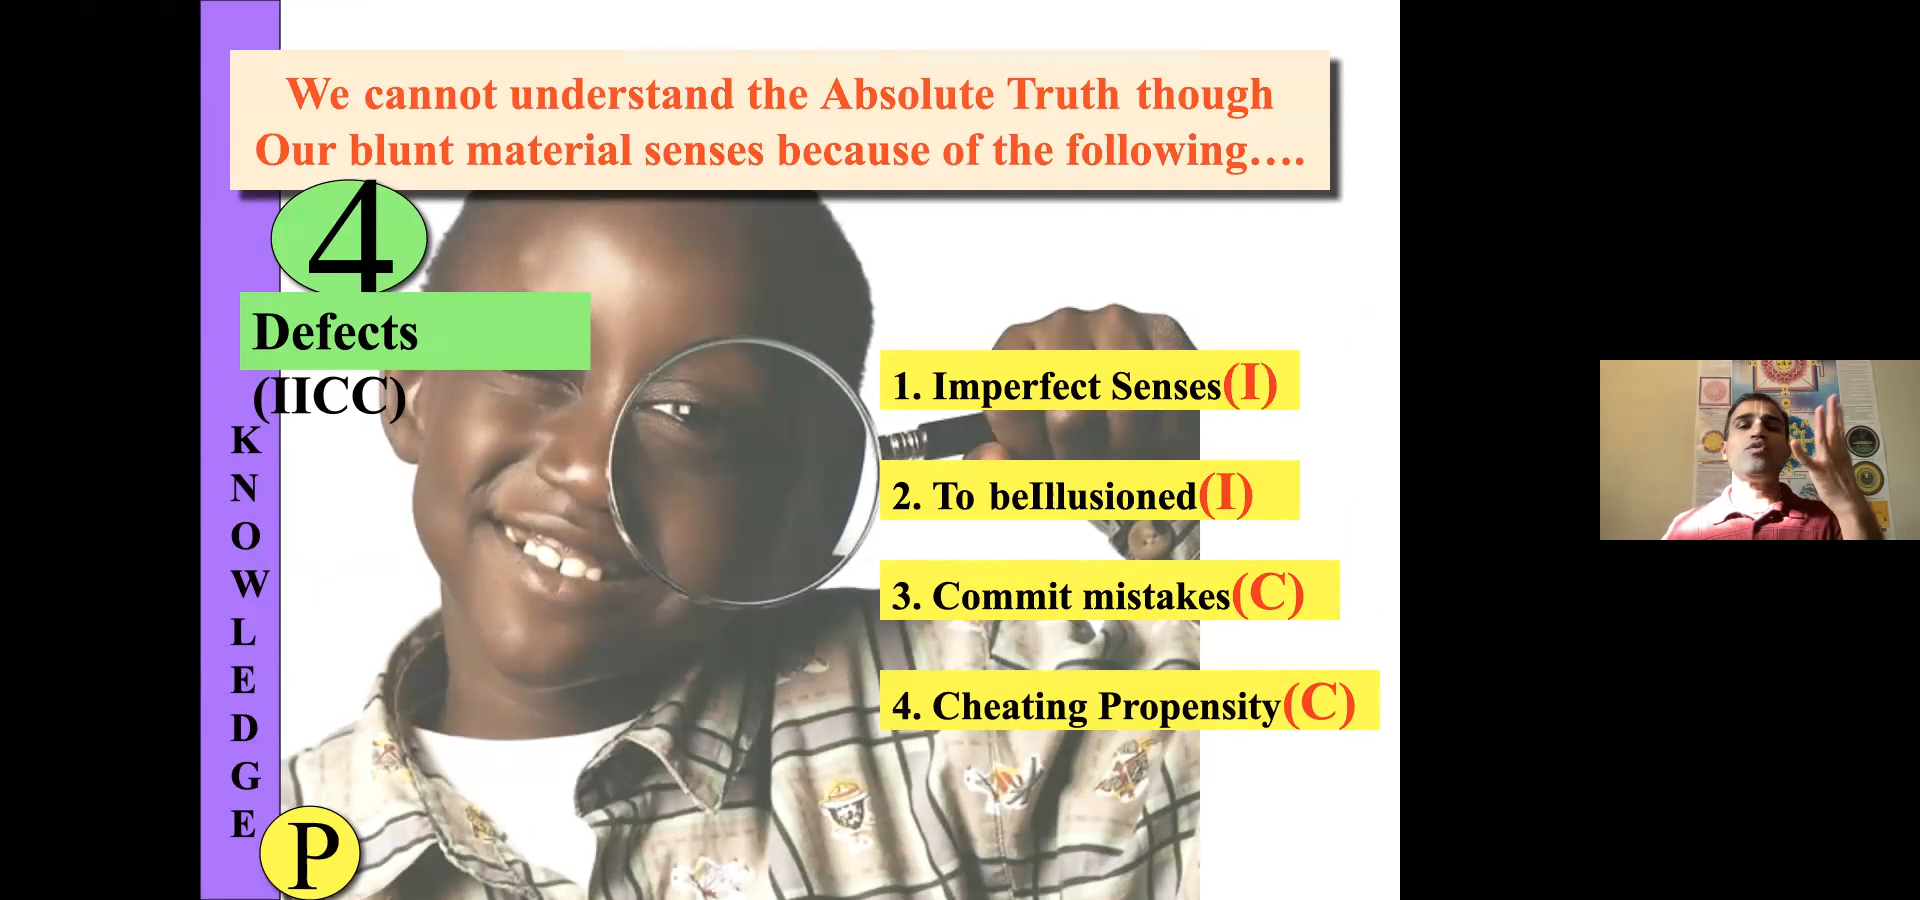 We cannot understand the Absolute Truth though
Our blunt material senses because of the following....
4
Defects
(IICC)
1. Imperfect Senses(I)
2. To beIllusioned(I)
3. Commit mistakes(C)
4. Cheating Propensity(C)
K
N
O
W
L
E
D
G
E
P